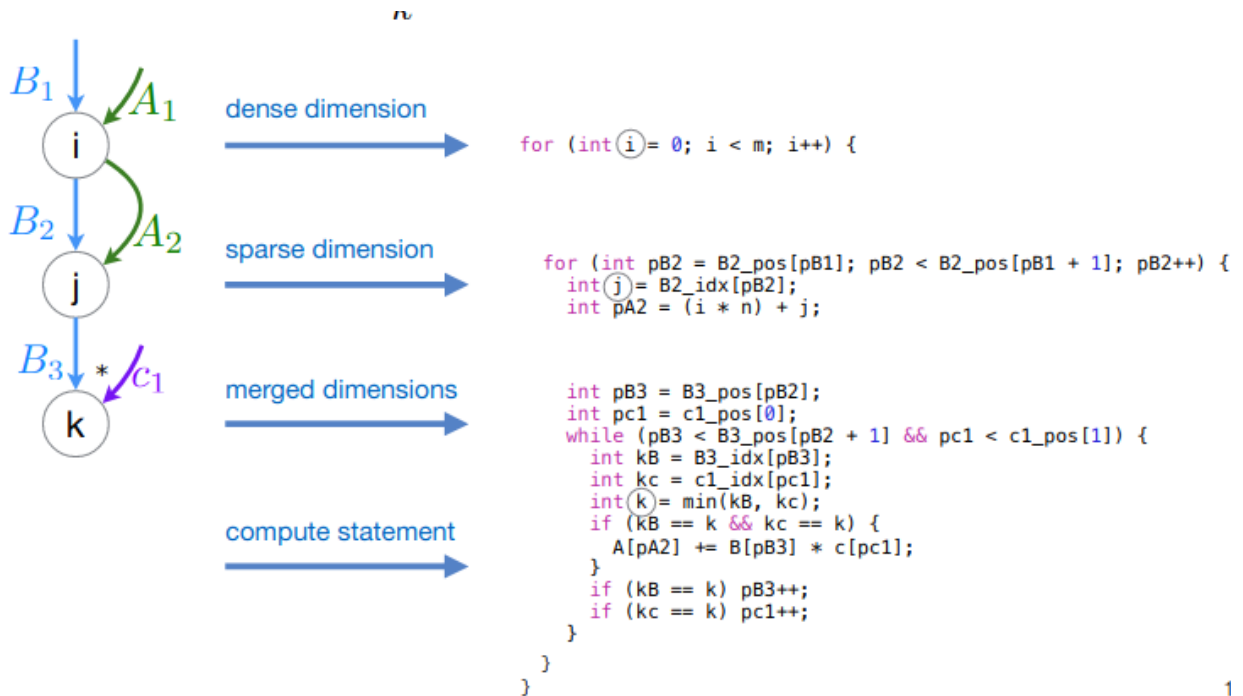 B1
A1
i
dense dimension
for (int i = 0; i < m; i++) {
B2
A2
j
sparse dimension
for (int pB2 = B2_pos[pB1]; pB2 < B2_pos[pB1 + 1]; pB2++) {
int j = B2_idx[pB2];
int pA2 = (i * n) + j;
B3
*
c1
k
merged dimensions
int pB3 = B3_pos[pB2];
int pc1 = c1_pos[0];
while (pB3 < B3_pos[pB2 + 1] && pc1 < c1_pos[1]) {
int kB = B3_idx[pB3];
int kc = c1_idx[pc1];
int k = min(kB, kc);
compute statement
if (kB == k && kc == k) {
A[pA2] += B[pB3] * c[pc1];
}
if (kB == k) pB3++;
if (kc == k) pc1++;
}
}
}
1